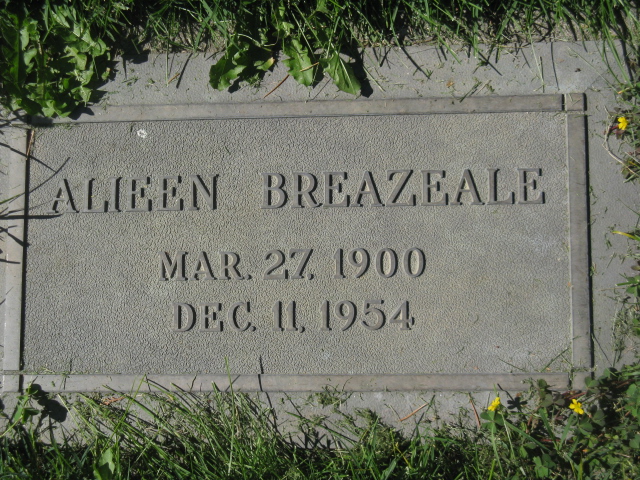 ALIEEN BREAZEALE
MAR. 27, 1900
DEC. 11, 1954